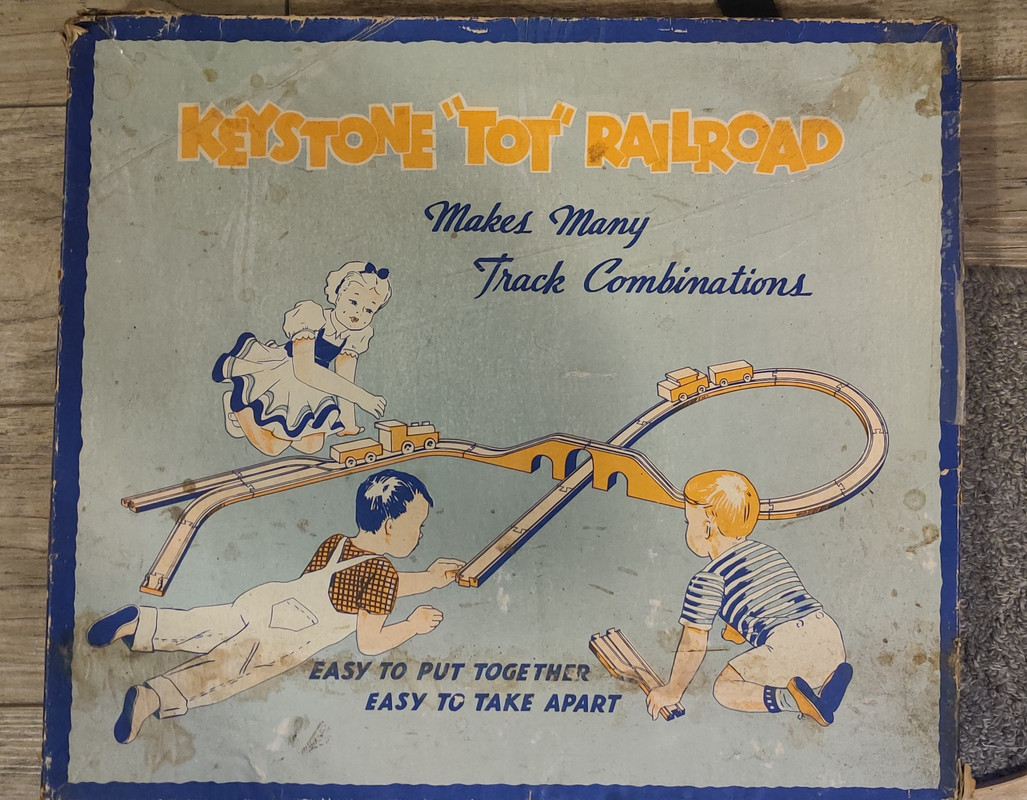 KEYSTONE "TOT" RAILROAD
Makes Many
Track Combinations
EASY TO PUT TOGETHER
EASY TO TAKE APART